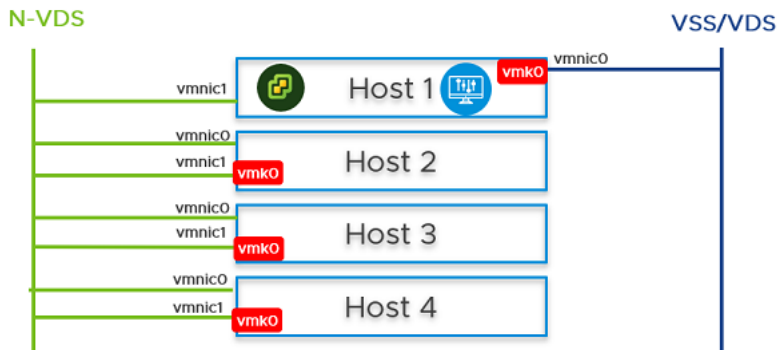 N-VDS
VSS/VDS
vmnic0
vmnic1
Host 1
vmk0
vmnic0
vmnic1
vmk0
Host 2
vmnic0
vmnic1
vmk0
Host 3
vmnic0
vmnic1
vmk0
Host 4